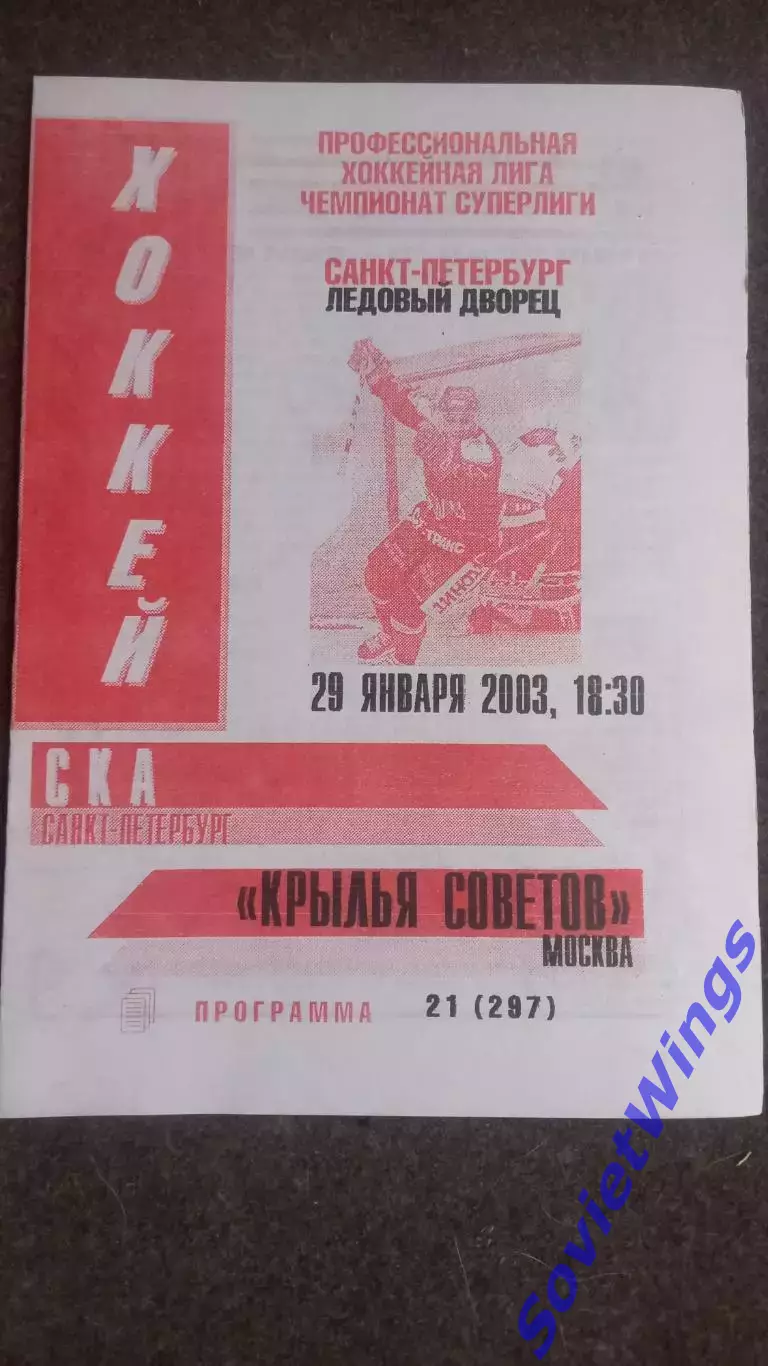 ХОККЕЙ
ПРОФЕССИОНАЛЬНАЯ
ХОККЕЙНАЯ ЛИГА
ЧЕМПИОНАТ СУПЕРЛИГИ
САНКТ-ПЕТЕРБУРГ
ЛЕДОВЫЙ ДВОРЕЦ
29 ЯНВАРЯ 2003, 18:30
СКА
САНКТ-ПЕТЕРБУРГ
«КРЫЛЬЯ СОВЕТОВ»
МОСКВА
ПРОГРАММА 21 (297)
SovietWings